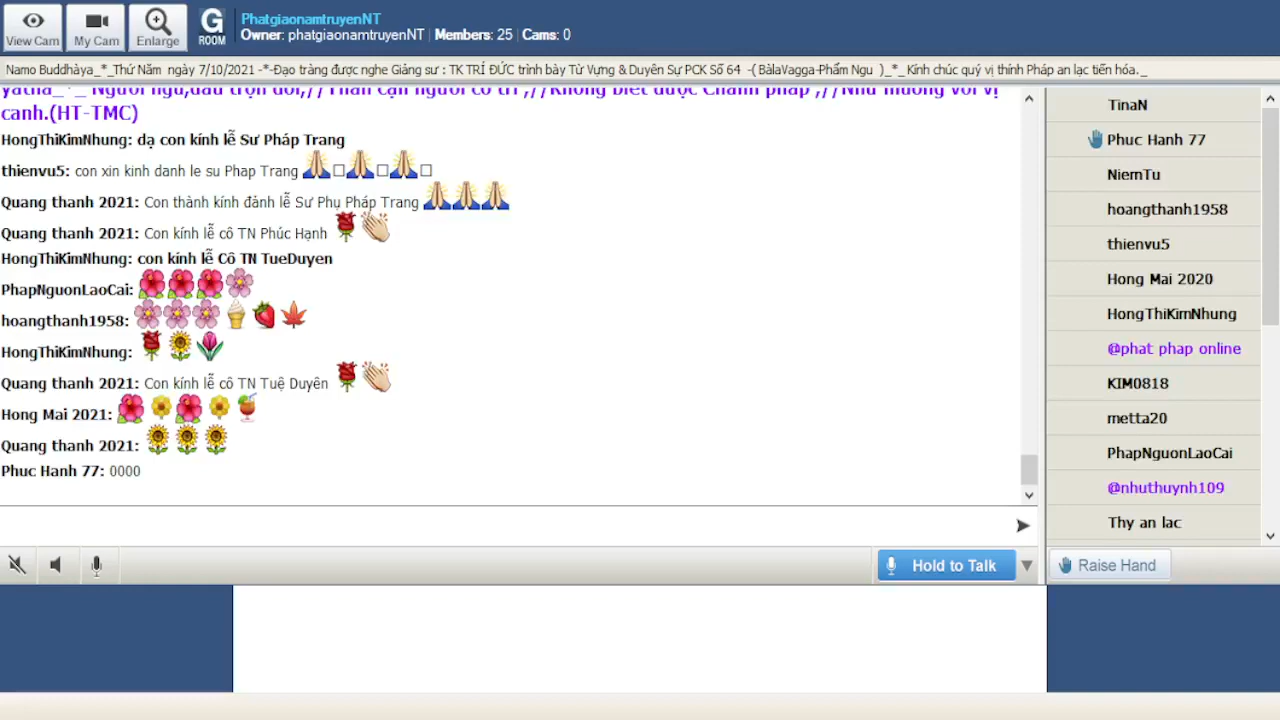 View Cam
My Cam
Enlarge
G
ROOM
PhatgiaonamtruyenNT
Owner: phatgiaonamtruyenNT | Members: 25 | Cams: 0
Namo Buddhàya_*_Thứ Năm ngày 7/10/2021 -*-Đạo tràng được nghe Giảng sư : TK TRÍ ĐỨC trình bày Từ Vựng & Duyên Sự PCK Số 64 -( BàlaVagga-Phẩm Ngu )_*_ Kính chúc quý vị thính Pháp an lạc tiến hóa._
yathà_*_ Người ngu,dầu trọn đời,//Thân cận người có trí ,//Không biết được Chánh pháp ,//Như muỗng với vị
canh.(HT-TMC)
HongThiKimNhung: dạ con kính lễ Sư Pháp Trang
thienvu5: con xin kinh danh le su Phap Trang
Quang thanh 2021: Con thành kính đảnh lễ Sư Phụ Pháp Trang
Quang thanh 2021: Con kính lễ cô TN Phúc Hạnh
HongThiKimNhung: con kính lễ Cô TN TueDuyen
PhapNguonLaoCai:
hoangthanh1958:
HongThiKimNhung:
Quang thanh 2021: Con kính lễ cô TN Tuệ Duyên
Hong Mai 2021:
Quang thanh 2021:
Phuc Hanh 77: 0000
Hold to Talk
TinaN
Phuc Hanh 77
NiemTu
hoangthanh1958
thienvu5
Hong Mai 2020
HongThiKimNhung
@phat phap online
KIM0818
metta20
PhapNguonLaoCai
@nhuthuynh109
Thy an lac
Raise Hand